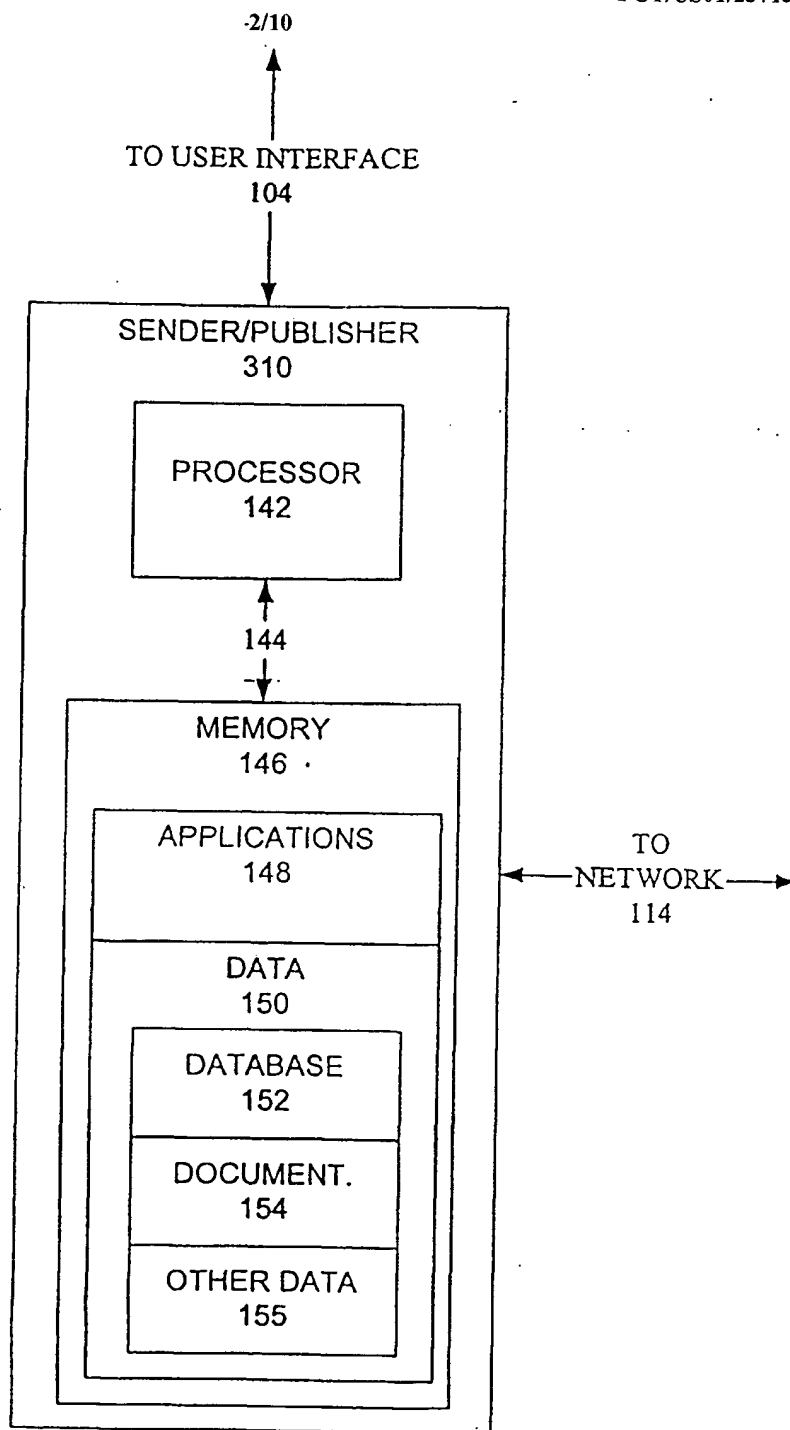 -2/10
TO USER INTERFACE
104
SENDER/PUBLISHER
310
PROCESSOR
142
144
MEMORY
146
APPLICATIONS
148
TO
NETWORK
114
DATA
150
DATABASE
152
DOCUMENT.
154
OTHER DATA
155